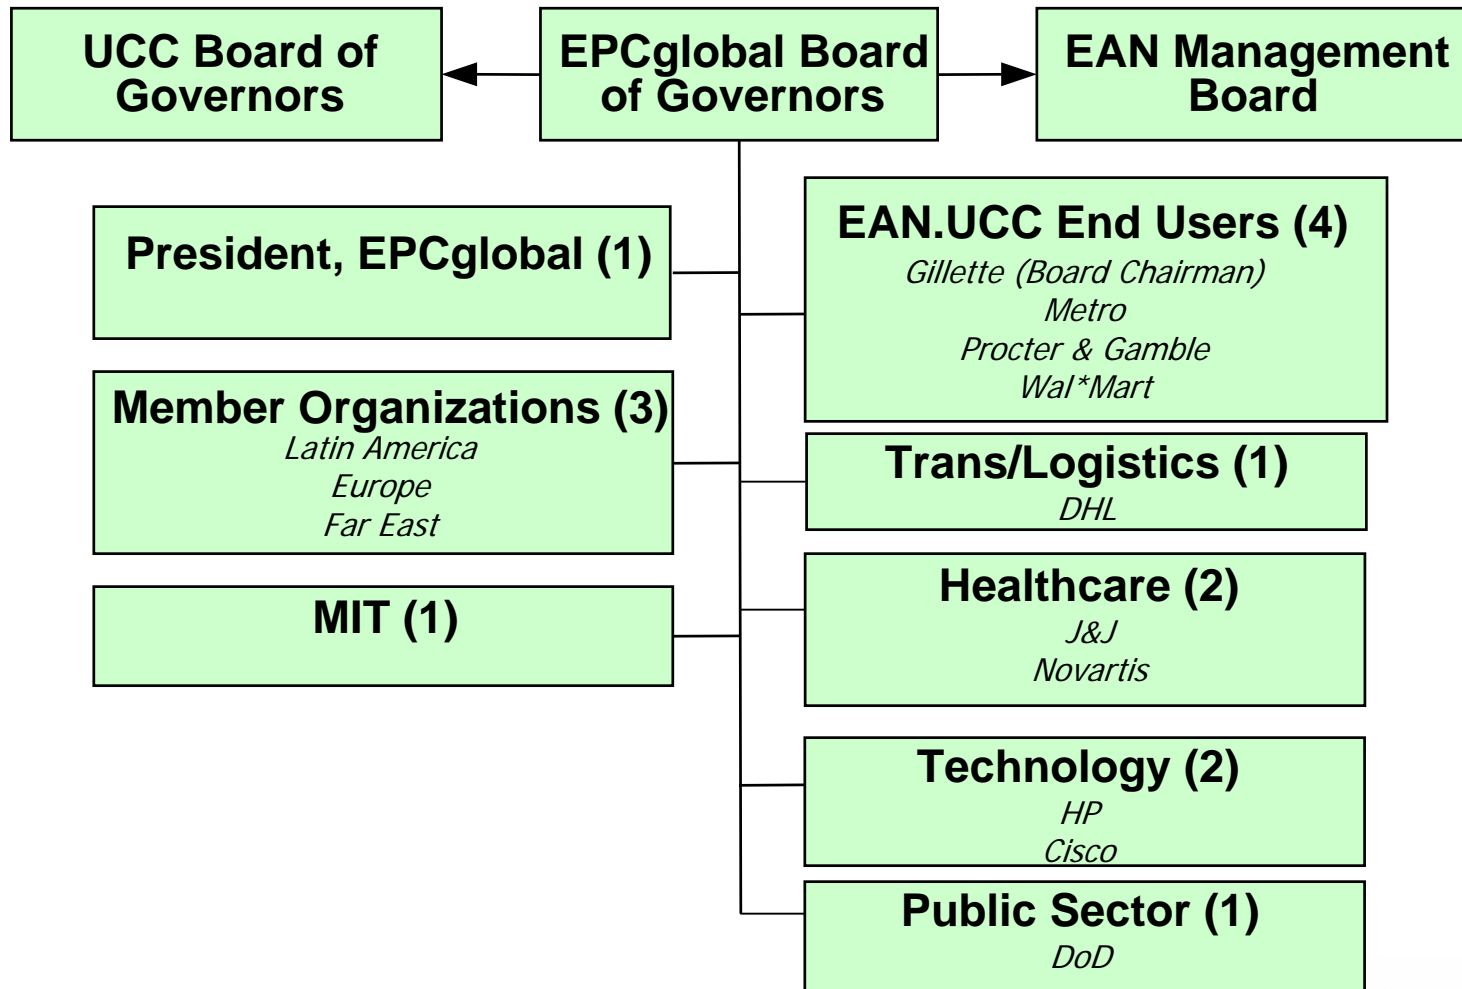 UCC Board of
Governors
EPCglobal Board
of Governors
EAN Management
Board
President, EPCglobal (1)
Member Organizations (3)
Latin America
Europe
Far East
MIT (1)
EAN.UCC End Users (4)
Gillette (Board Chairman)
Metro
Procter & Gamble
Wal*Mart
Trans/Logistics (1)
DHL
Healthcare (2)
J&J
Novartis
Technology (2)
HP
Cisco
Public Sector (1)
DoD